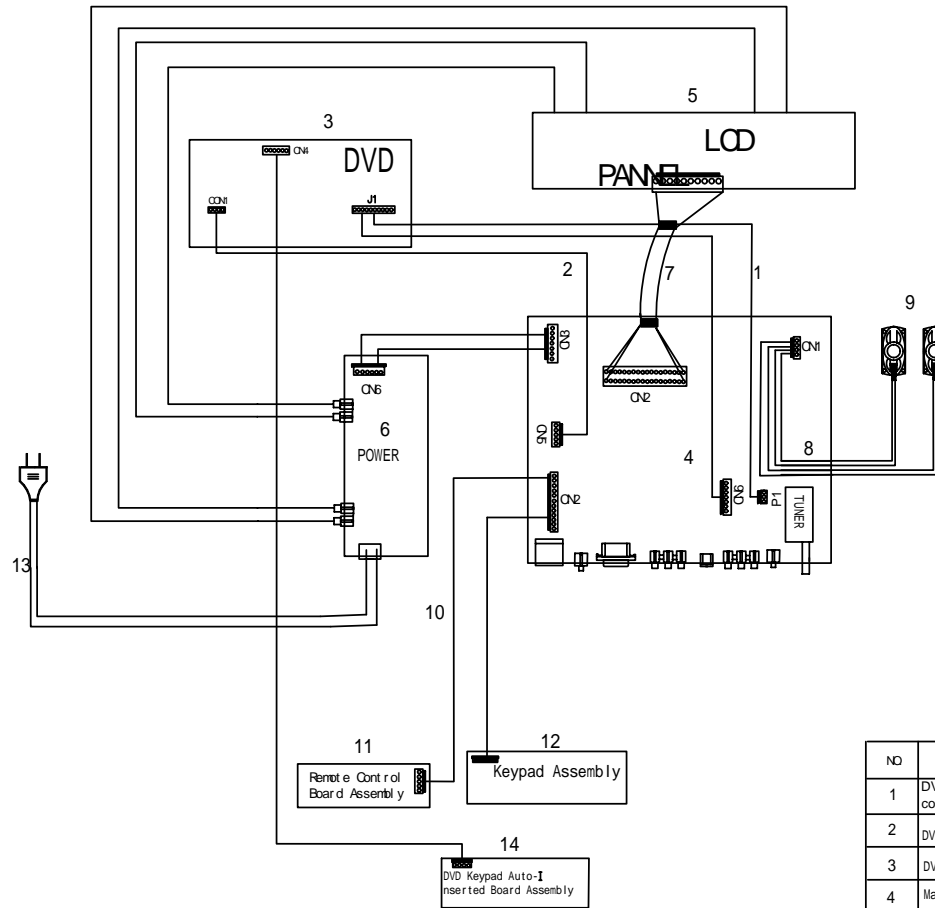 5
LCD
3
DVD
CN4
PANN
CON1
J1
2
7
1
9
CN3
CN1
CN6
CN2
6
POWER
CN5
4
8
CN2
CN6
P1
TUNER
13
10
11
12
Remote Control
Board Assembly
Keypad Assembly
14
DVD Keypad Auto-I
nserted Board Assembly
NO
1
DV
co
2
DV
3
DV
4
Ma